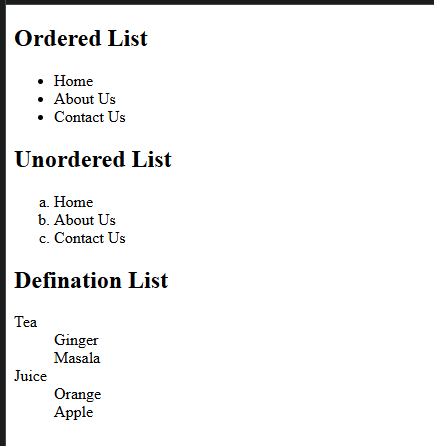 Ordered List
• Home
• About Us
• Contact Us
Unordered List
a. Home
b. About Us
c. Contact Us
Defination List
Tea
Ginger
Masala
Juice
Orange
Apple